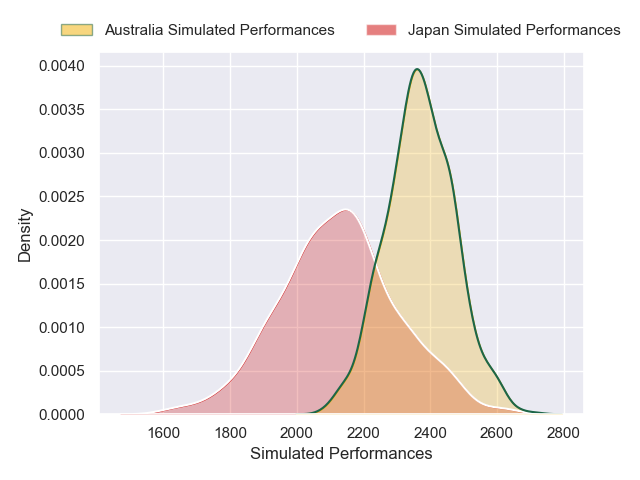 Australia Simulated Performances
Japan Simulated Performances
Density
0.0040
0.0035
0.0030
0.0025
0.0020
0.0015
0.0010
0.0005
0.0000
1600 1800 2000 2200 2400 2600 2800
Simulated Performances